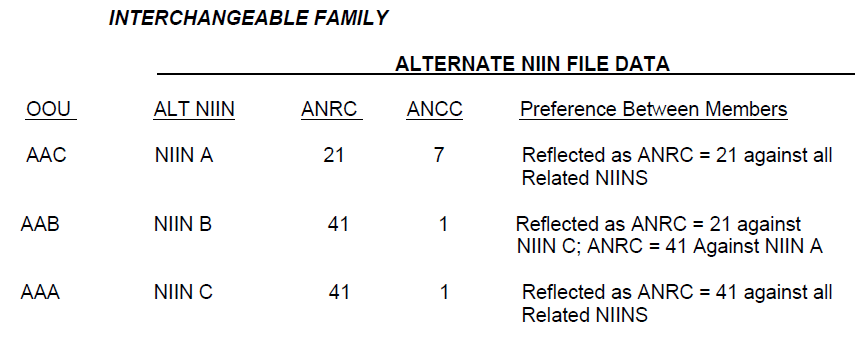 INTERCHANGEABLE FAMILY
ALTERNATE NIIN FILE DATA
OOU ALT NIIN ANRC ANCC Preference Between Members
AAC NIIN A 21 7 Reflected as ANRC = 21 against all
Related NIINS
AAB NIIN B 41 1 Reflected as ANRC = 21 against
NIIN C; ANRC = 41 Against NIIN A
AAA NIIN C 41 1 Reflected as ANRC = 41 against all
Related NIINS